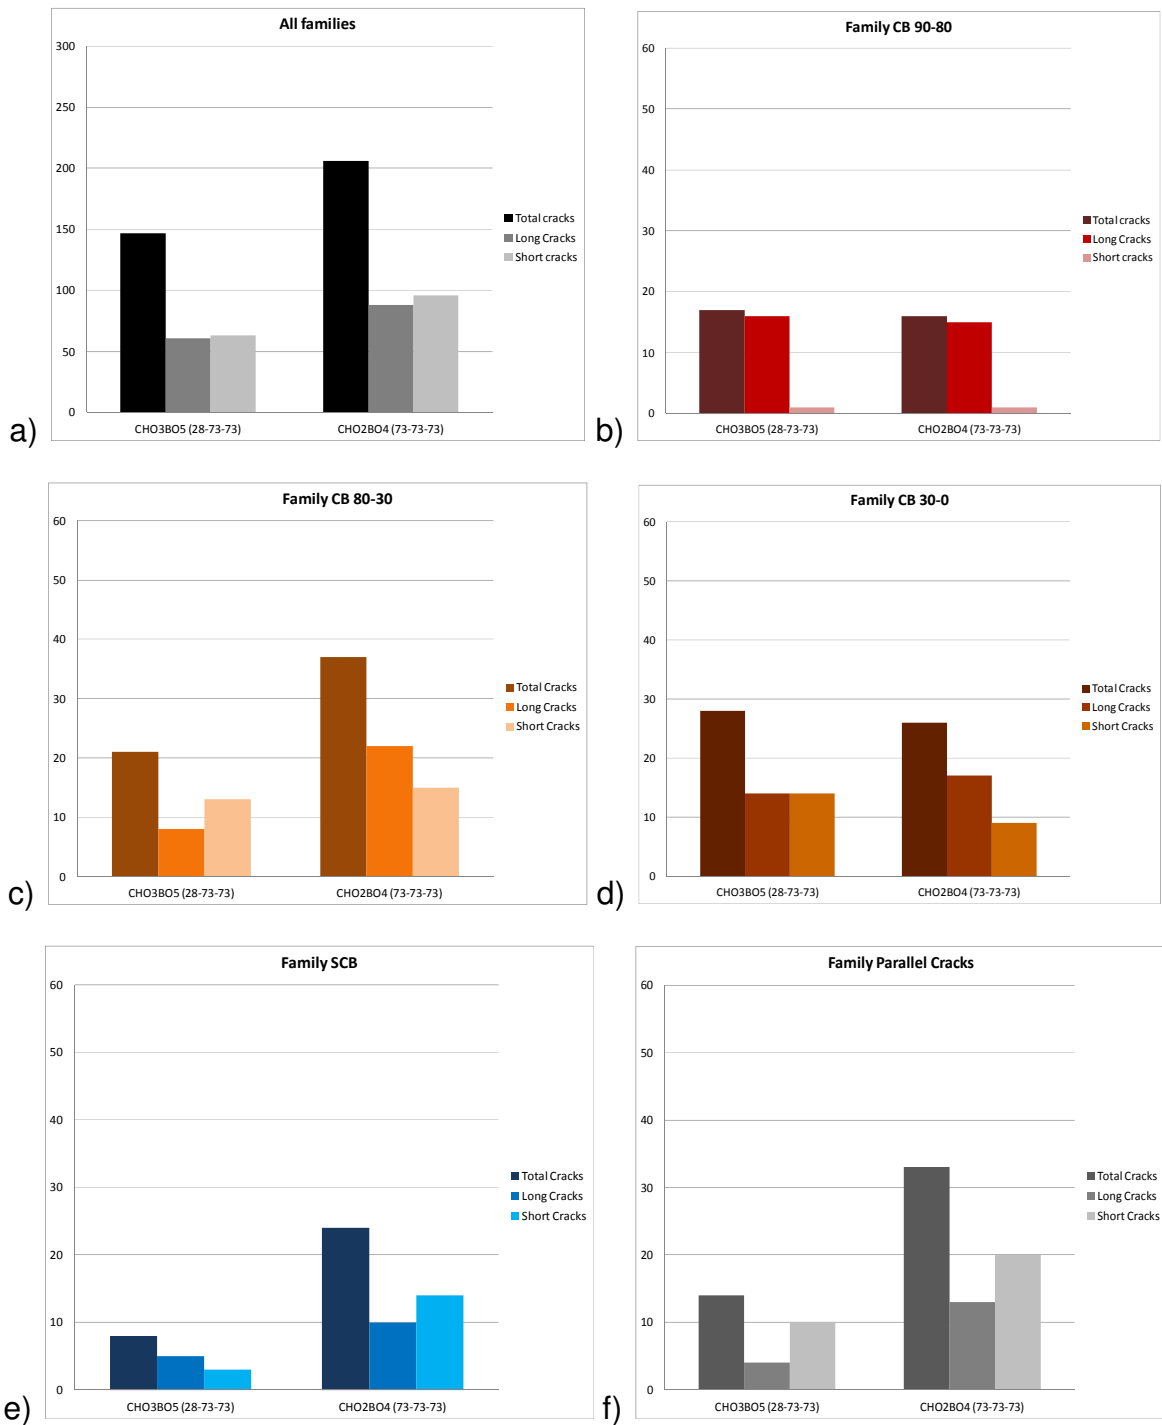 All families
300
250
200
150
100
50
0
CHO3BO5 (28-73-73)
CHO2BO4 (73-73-73)
Total cracks
Long Cracks
Short cracks
a)
Family CB 90-80
60
50
40
30
20
10
0
CHO3BO5 (28-73-73)
CHO2BO4 (73-73-73)
Total cracks
Long Cracks
Short cracks
b)
Family CB 80-30
60
50
40
30
20
10
0
CHO3BO5 (28-73-73)
CHO2BO4 (73-73-73)
Total Cracks
Long Cracks
Short Cracks
c)
Family CB 30-0
60
50
40
30
20
10
0
CHO3BO5 (28-73-73)
CHO2BO4 (73-73-73)
Total Cracks
Long Cracks
Short Cracks
d)
Family SCB
60
50
40
30
20
10
0
CHO3BO5 (28-73-73)
CHO2BO4 (73-73-73)
Total Cracks
Long Cracks
Short Cracks
e)
Family Parallel Cracks
60
50
40
30
20
10
0
CHO3BO5 (28-73-73)
CHO2BO4 (73-73-73)
Total Cracks
Long Cracks
Short Cracks
f)